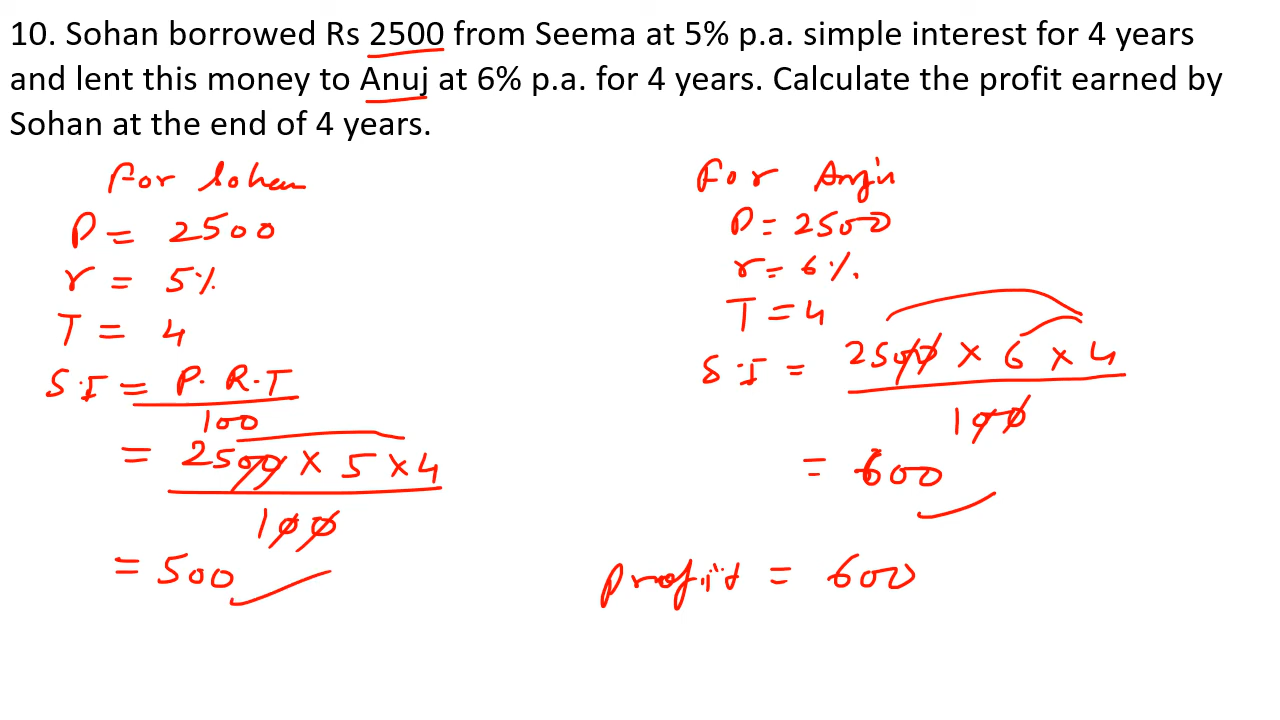 10. Sohan borrowed Rs 2500 from Seema at 5% p.a. simple interest for 4 years
and lent this money to Anuj at 6% p.a. for 4 years. Calculate the profit earned by
Sohan at the end of 4 years.
For Sohan
P = 2500
r = 5%
T = 4
S.I = P. R.T
100
= 2500 × 5 × 4
100
= 500
For Anuj
P = 2500
r = 6%.
T = 4
S.I = 2500 × 6 × 4
100
= 600
profit = 600